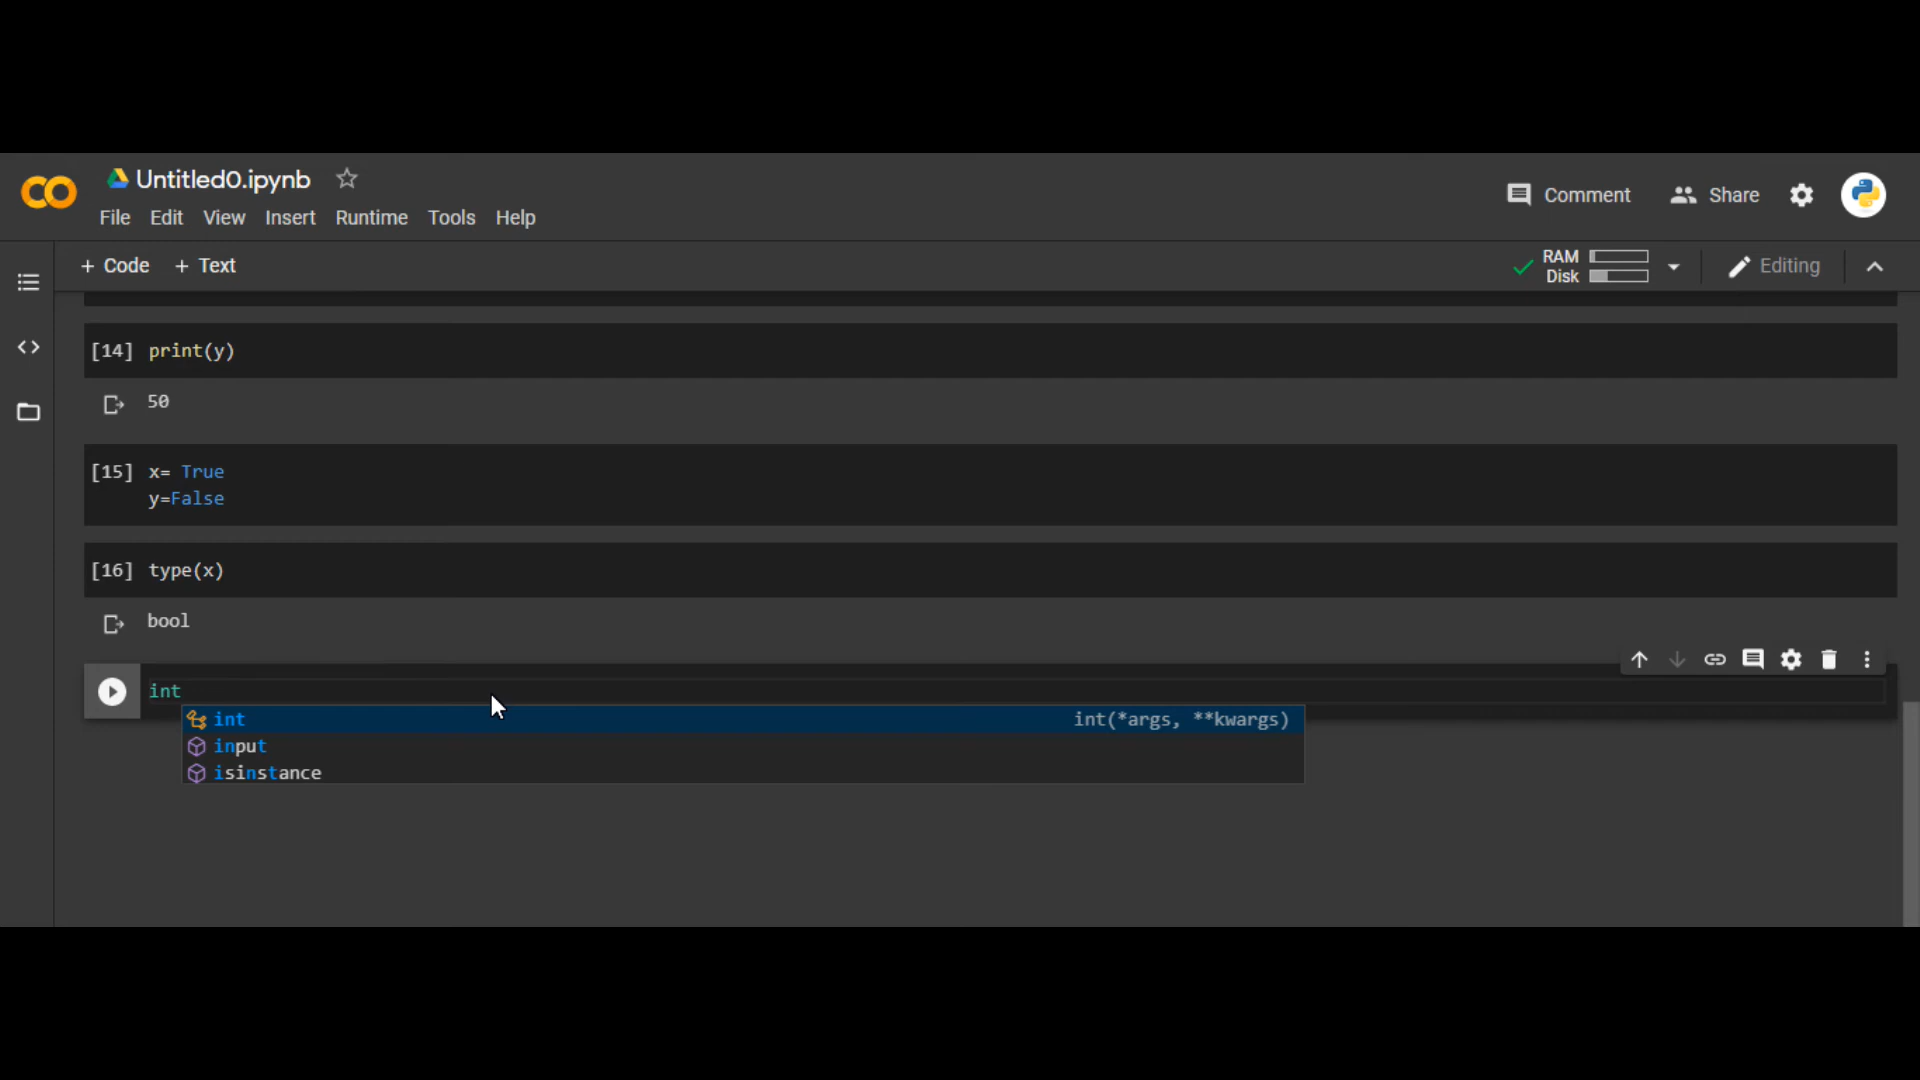 Untitled0.ipynb
Comment
Share
File Edit View Insert Runtime Tools Help
+ Code + Text
RAM
Disk
Editing
[14] print(y)
50
[15] x= True
y=False
[16] type(x)
bool
int
int int(*args, **kwargs)
input
isinstance